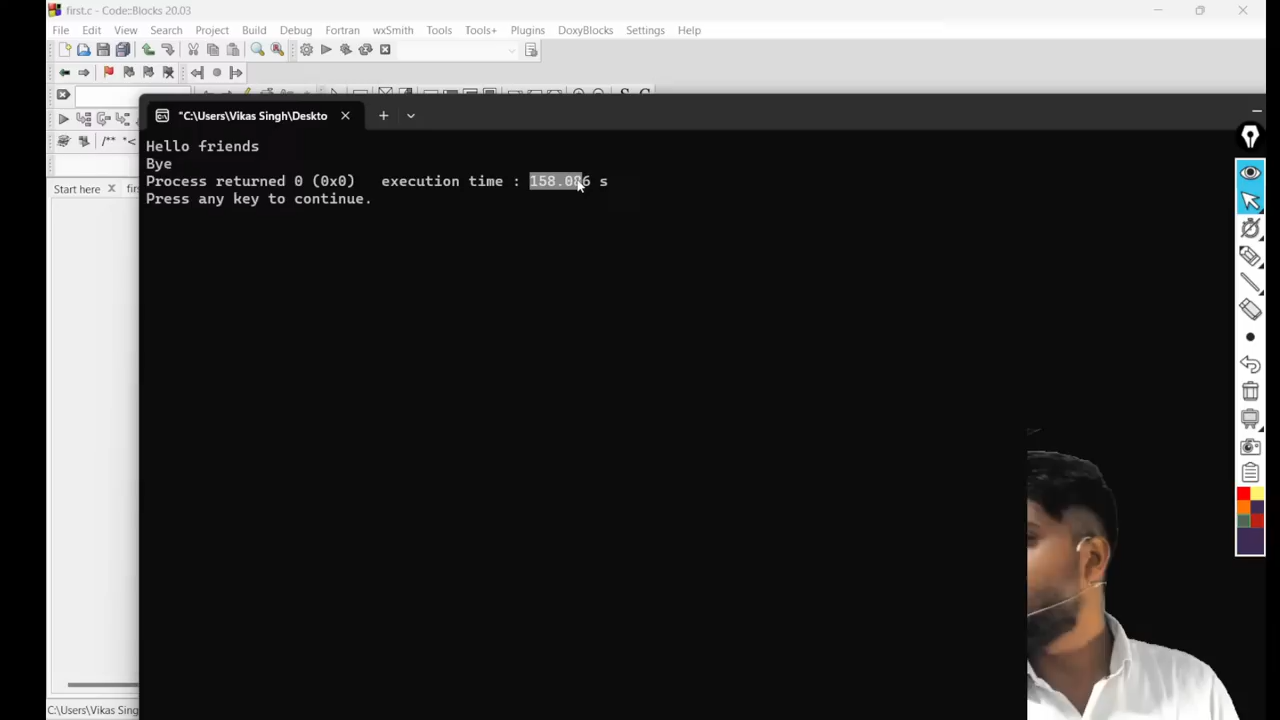 first.c - Code::Blocks 20.03
File Edit View Search Project Build Debug Fortran wxSmith Tools Tools+ Plugins DoxyBlocks Settings Help
*C:\Users\Vikas Singh\Deskto
Hello friends
Bye
Process returned 0 (0x0) execution time : 158.086 s
Press any key to continue.
Start here
C:\Users\Vikas Sing